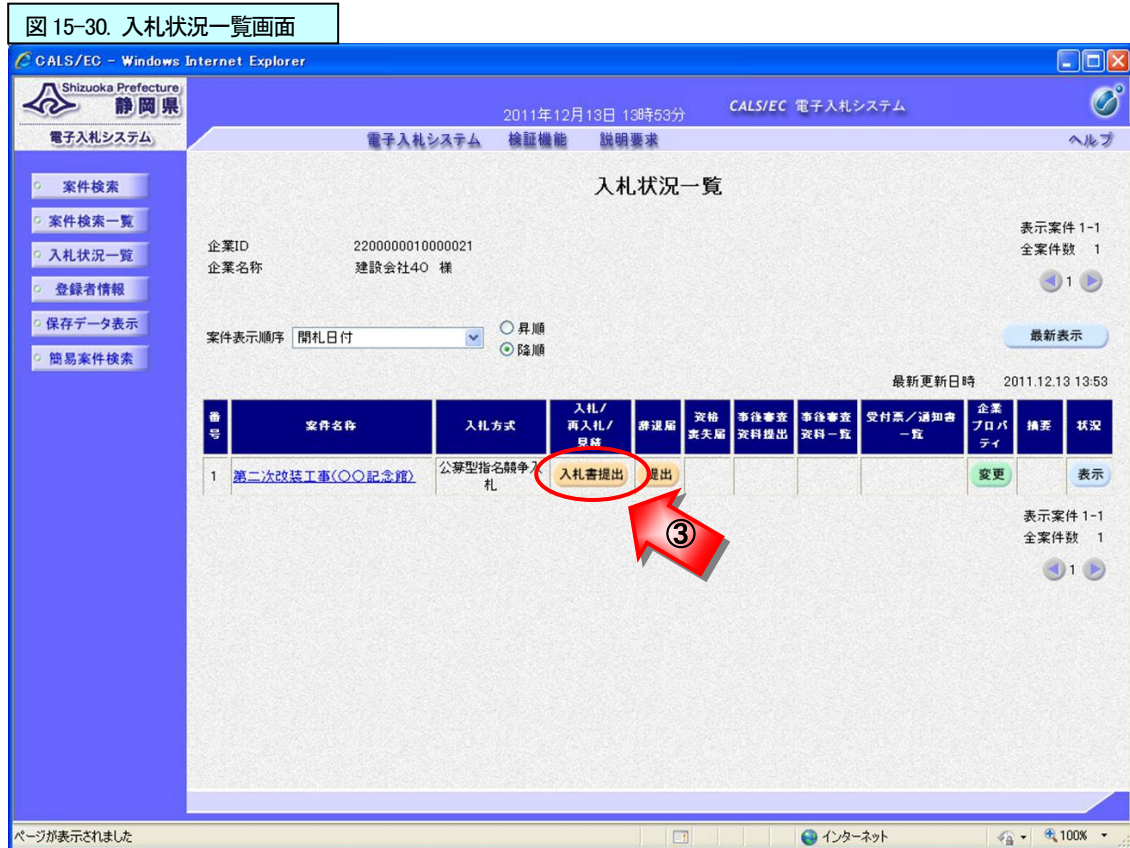 図 15-30. 入札状況一覧画面
CALS/EC - Windows Internet Explorer
Shizuoka Prefecture
静岡県
電子入札システム
2011年12月13日 13時53分
CALS/EC 電子入札システム
電子入札システム 検証機能 説明要求 ヘルプ
案件検索
案件検索一覧
入札状況一覧
登録者情報
保存データ表示
簡易案件検索
入札状況一覧
表示案件 1-1
全案件数 1
1
企業ID 2200000010000021
企業名称 建設会社40 様
案件表示順序 開札日付
昇順
降順
最新表示
最新更新日時 2011.12.13 13:53
番号 案件名称 入札方式 入札/再入札/見積 辞退届 資格喪失届 事後審査資料提出 事後審査資料一覧 受付票/通知書一覧 企業プロパティ 摘要 状況
1 第二次改装工事(〇〇記念館) 公募型指名競争入札 入札書提出 提出 変更 表示
③
表示案件 1-1
全案件数 1
1
ページが表示されました インターネット 100%